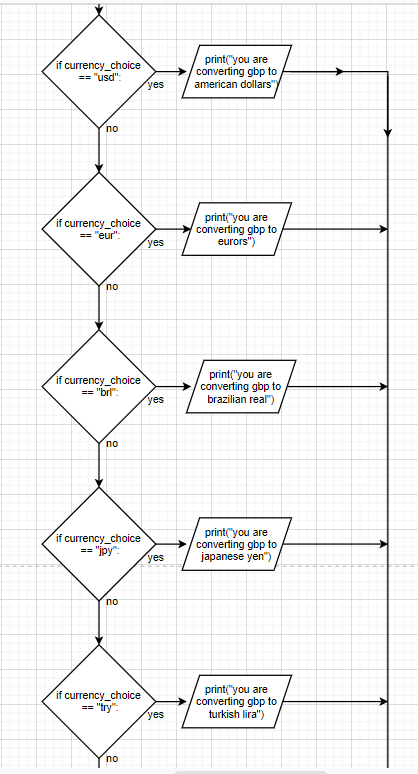 if currency_choice
== "usd":
yes
print("you are
converting gbp to
american dollars")
no
if currency_choice
== "eur":
yes
print("you are
converting gbp to
eurors")
no
if currency_choice
== "brl":
yes
print("you are
converting gbp to
brazilian real")
no
if currency_choice
== "jpy":
yes
print("you are
converting gbp to
japanese yen")
no
if currency_choice
== "try":
yes
print("you are
converting gbp to
turkish lira")
no